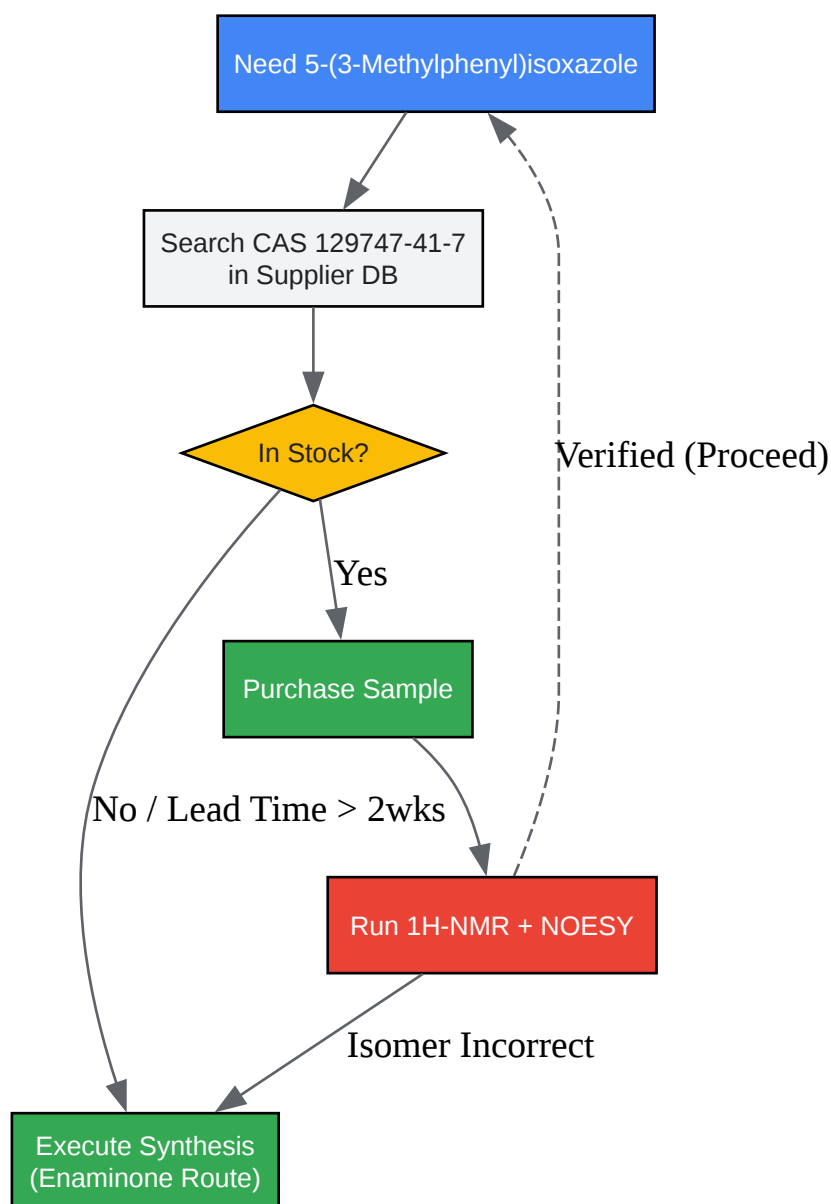 Need 5-(3-Methylphenyl)isoxazole
Search CAS 129747-41-7
in Supplier DB
In Stock?
Verified (Proceed)
Yes
Purchase Sample
No / Lead Time > 2wks
Run 1H-NMR + NOESY
Isomer Incorrect
Execute Synthesis
(Enaminone Route)